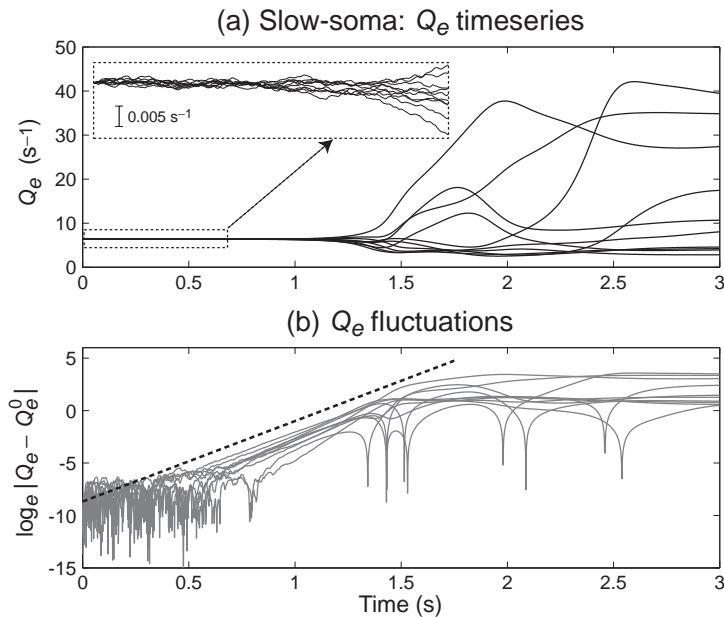 (a) Slow-soma: Qe timeseries
50
40
30
20
10
0
Qe (s⁻¹)
0.005 s⁻¹
0 0.5 1 1.5 2 2.5 3
(b) Qe fluctuations
5
0
-5
-10
-15
logₑ |Qe − Qe⁰|
0 0.5 1 1.5 2 2.5 3
Time (s)